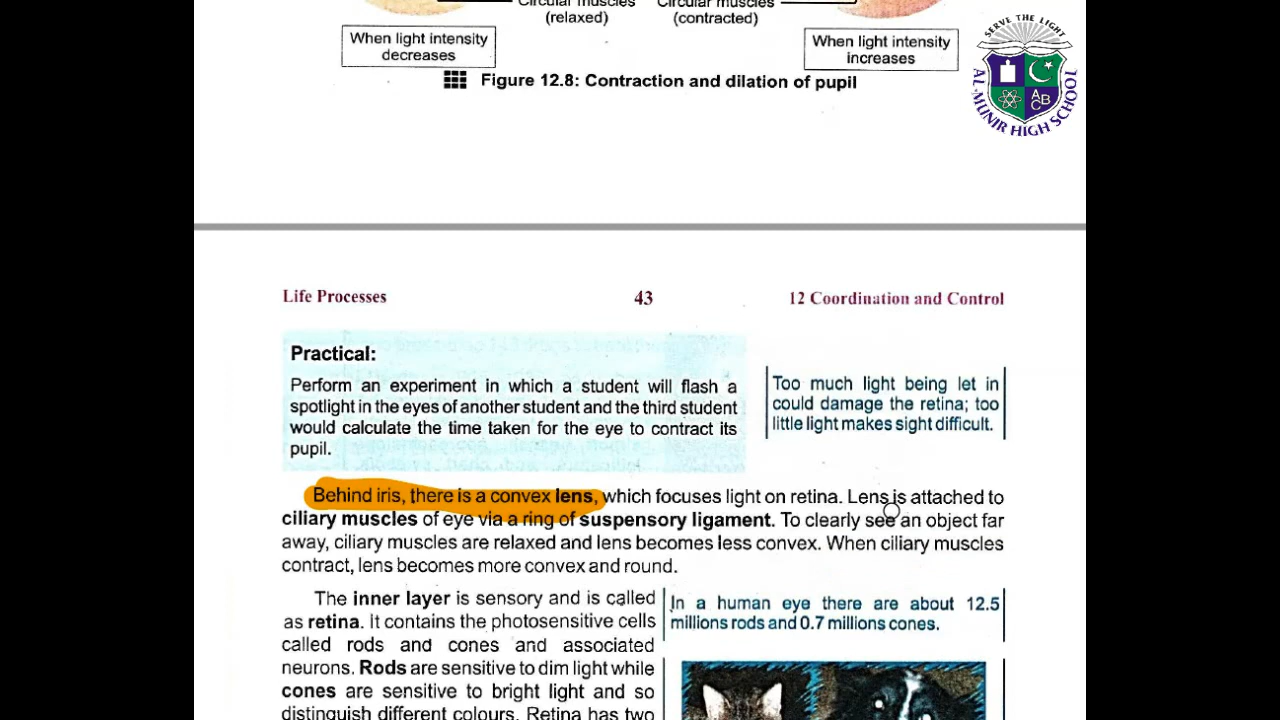 Circular muscles
(relaxed)
Circular muscles
(contracted)
When light intensity
decreases
When light intensity
increases
Figure 12.8: Contraction and dilation of pupil
SERVE THE LIGHT
A B C
AL-MUNIR HIGH SCHOOL
Life Processes 43 12 Coordination and Control
Practical:
Perform an experiment in which a student will flash a
spotlight in the eyes of another student and the third student
would calculate the time taken for the eye to contract its
pupil.
Too much light being let in
could damage the retina; too
little light makes sight difficult.
Behind iris, there is a convex lens, which focuses light on retina. Lens is attached to
ciliary muscles of eye via a ring of suspensory ligament. To clearly see an object far
away, ciliary muscles are relaxed and lens becomes less convex. When ciliary muscles
contract, lens becomes more convex and round.
The inner layer is sensory and is called
as retina. It contains the photosensitive cells
called rods and cones and associated
neurons. Rods are sensitive to dim light while
cones are sensitive to bright light and so
distinguish different colours. Retina has two
In a human eye there are about 12.5
millions rods and 0.7 millions cones.